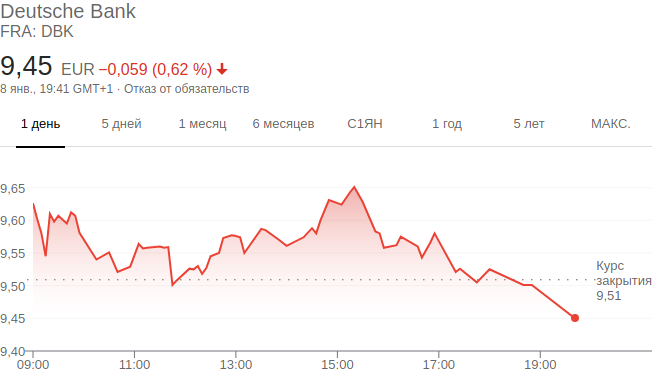 Deutsche Bank
FRA: DBK
9,45 EUR −0,059 (0,62 %)
8 янв., 19:41 GMT+1 · Отказ от обязательств
1 день 5 дней 1 месяц 6 месяцев С1ЯН 1 год 5 лет МАКС.
9,65
9,60
9,55
9,50
9,45
9,40
Курс
закрытия
9,51
09:00 11:00 13:00 15:00 17:00 19:00